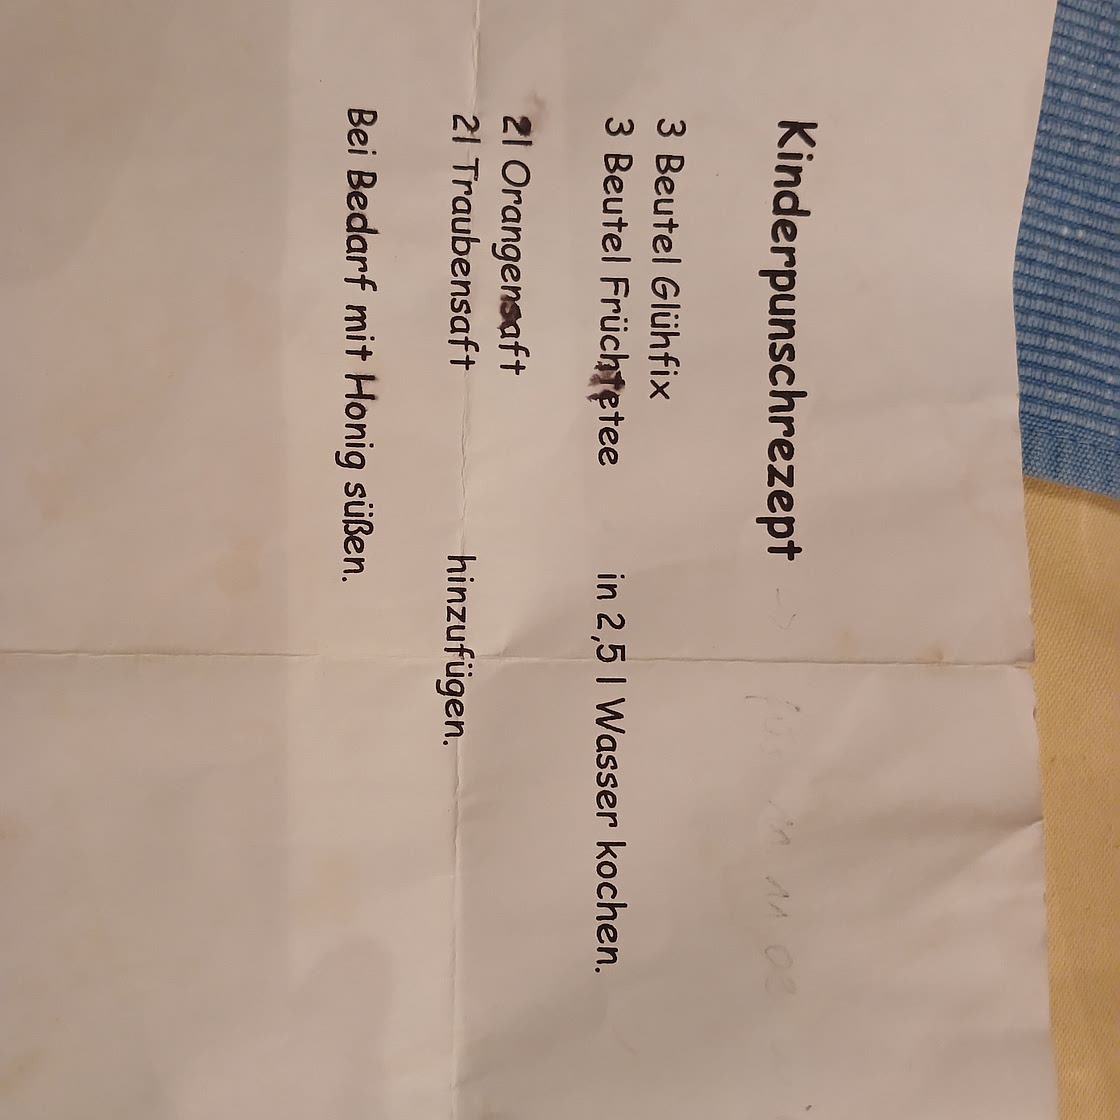 Kinderpunschrezept
3 Beutel Glühfix
3 Beutel Früchtetee in 2,5 l Wasser kochen.
2l Orangensaft
2l Traubensaft hinzufügen.
Bei Bedarf mit Honig süßen.